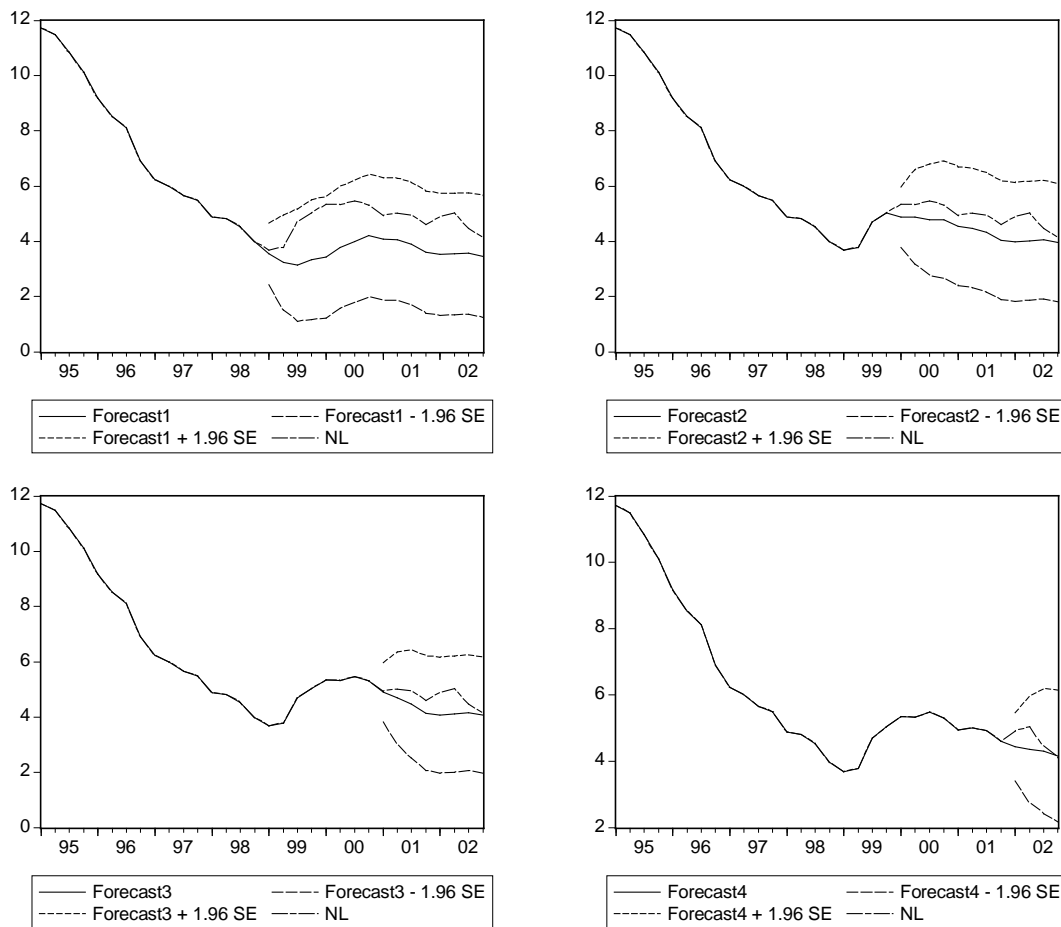 12
10
8
6
4
2
0
95 96 97 98 99 00 01 02
Forecast1 Forecast1 - 1.96 SE
Forecast1 + 1.96 SE NL
12
10
8
6
4
2
0
95 96 97 98 99 00 01 02
Forecast2 Forecast2 - 1.96 SE
Forecast2 + 1.96 SE NL
12
10
8
6
4
2
0
95 96 97 98 99 00 01 02
Forecast3 Forecast3 - 1.96 SE
Forecast3 + 1.96 SE NL
12
10
8
6
4
2
95 96 97 98 99 00 01 02
Forecast4 Forecast4 - 1.96 SE
Forecast4 + 1.96 SE NL